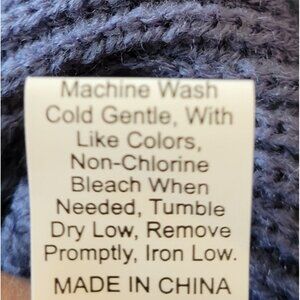 Machine Wash
Cold Gentle, With
Like Colors,
Non-Chlorine
Bleach When
Needed, Tumble
Dry Low, Remove
Promptly, Iron Low.
MADE IN CHINA